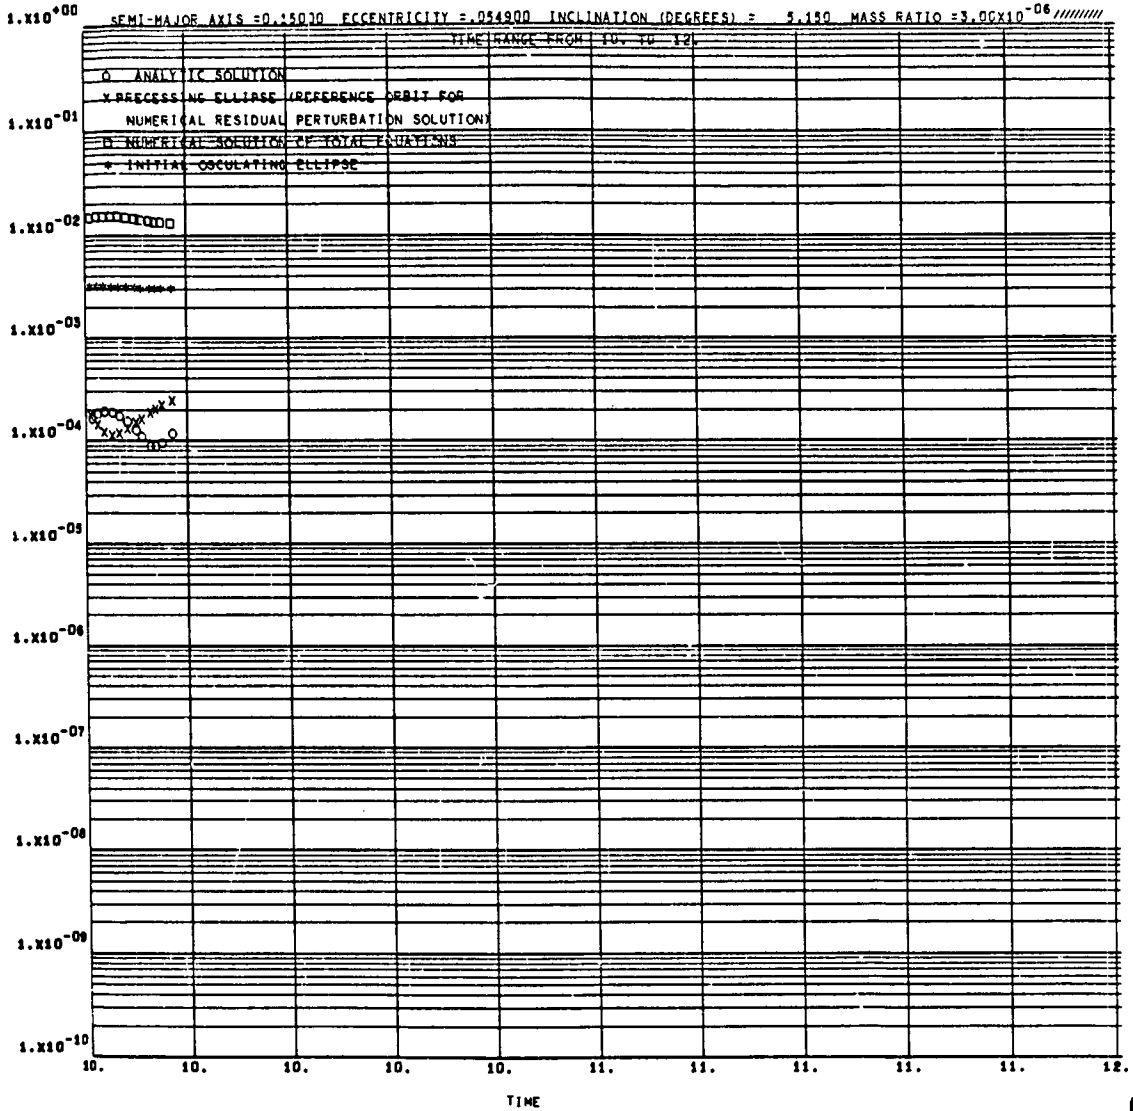 SEMI-MAJOR AXIS =0.15000 ECCENTRICITY =.054900 INCLINATION (DEGREES) = 5.150 MASS RATIO =3.00X10-06 //////////
TIME RANGE FROM 10. TO 12.
O ANALYTIC SOLUTION
X PRECESSING ELLIPSE (REFERENCE ORBIT FOR
NUMERICAL RESIDUAL PERTURBATION SOLUTION)
□ NUMERICAL SOLUTION OF TOTAL EQUATIONS
* INITIAL OSCULATING ELLIPSE
1.X10+00
1.X10-01
1.X10-02
1.X10-03
1.X10-04
1.X10-05
1.X10-06
1.X10-07
1.X10-08
1.X10-09
1.X10-10
10. 10. 10. 10. 10. 11. 11. 11. 11. 11. 12.
TIME